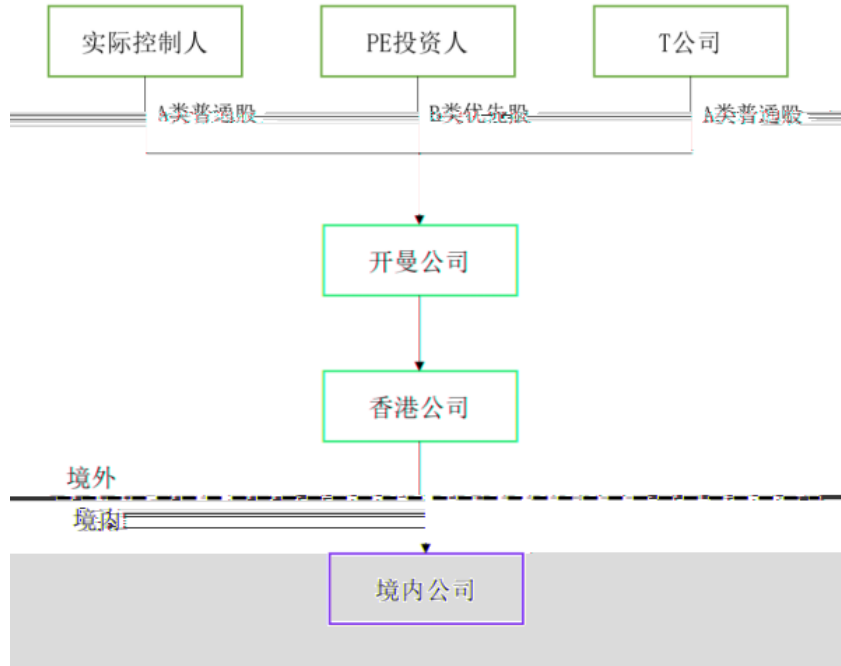 实际控制人
PE投资人
T公司
A类普通股
B类优先股
A类普通股
开曼公司
香港公司
境外
境内
境内公司